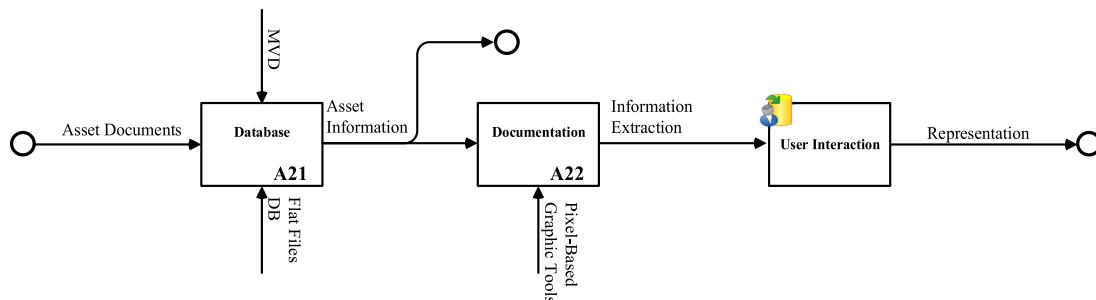 MVD
Asset Documents
Database
A21
Flat Files
DB
Asset
Information
Documentation
A22
Pixel-Based
Graphic Tools
Information
Extraction
User Interaction
Representation